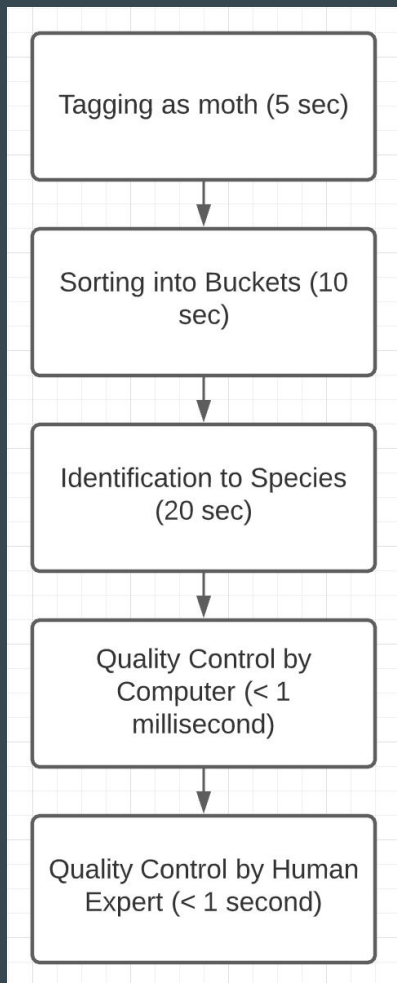 Tagging as moth (5 sec)
Sorting into Buckets (10
sec)
Identification to Species
(20 sec)
Quality Control by
Computer (< 1
millisecond)
Quality Control by Human
Expert (< 1 second)